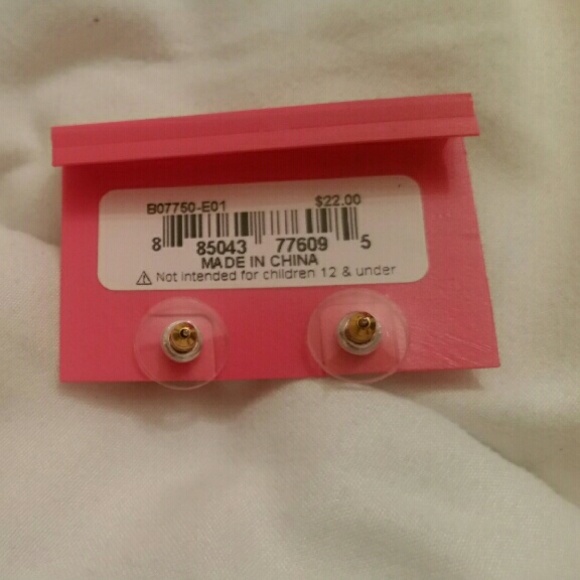 B07750-E01 $22.00
8 85043 77609 5
MADE IN CHINA
⚠ Not intended for children 12 & under